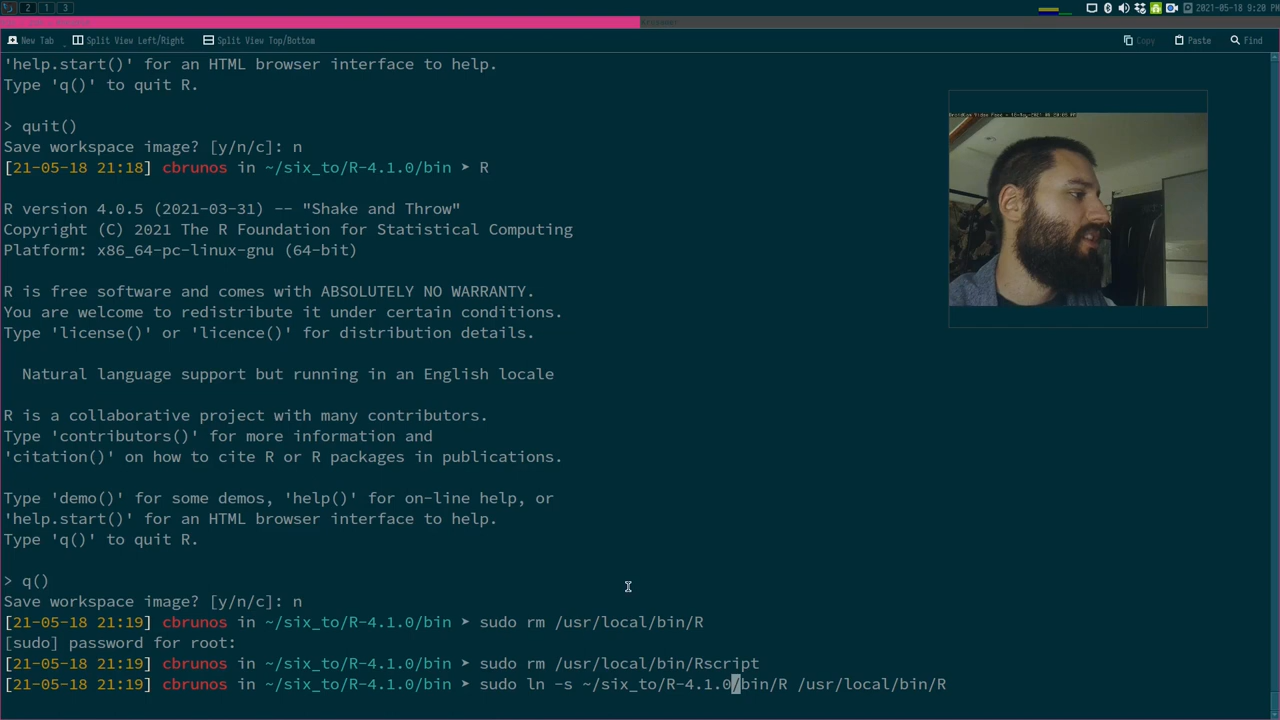 2 1 3
2021-05-18 9:20 PM
New Tab Split View Left/Right Split View Top/Bottom Copy Paste Find
'help.start()' for an HTML browser interface to help.
Type 'q()' to quit R.
> quit()
Save workspace image? [y/n/c]: n
[21-05-18 21:18] cbrunos in ~/six_to/R-4.1.0/bin ➤ R
R version 4.0.5 (2021-03-31) -- "Shake and Throw"
Copyright (C) 2021 The R Foundation for Statistical Computing
Platform: x86_64-pc-linux-gnu (64-bit)
R is free software and comes with ABSOLUTELY NO WARRANTY.
You are welcome to redistribute it under certain conditions.
Type 'license()' or 'licence()' for distribution details.
Natural language support but running in an English locale
R is a collaborative project with many contributors.
Type 'contributors()' for more information and
'citation()' on how to cite R or R packages in publications.
Type 'demo()' for some demos, 'help()' for on-line help, or
'help.start()' for an HTML browser interface to help.
Type 'q()' to quit R.
> q()
Save workspace image? [y/n/c]: n
[21-05-18 21:19] cbrunos in ~/six_to/R-4.1.0/bin ➤ sudo rm /usr/local/bin/R
[sudo] password for root:
[21-05-18 21:19] cbrunos in ~/six_to/R-4.1.0/bin ➤ sudo rm /usr/local/bin/Rscript
[21-05-18 21:19] cbrunos in ~/six_to/R-4.1.0/bin ➤ sudo ln -s ~/six_to/R-4.1.0/bin/R /usr/local/bin/R